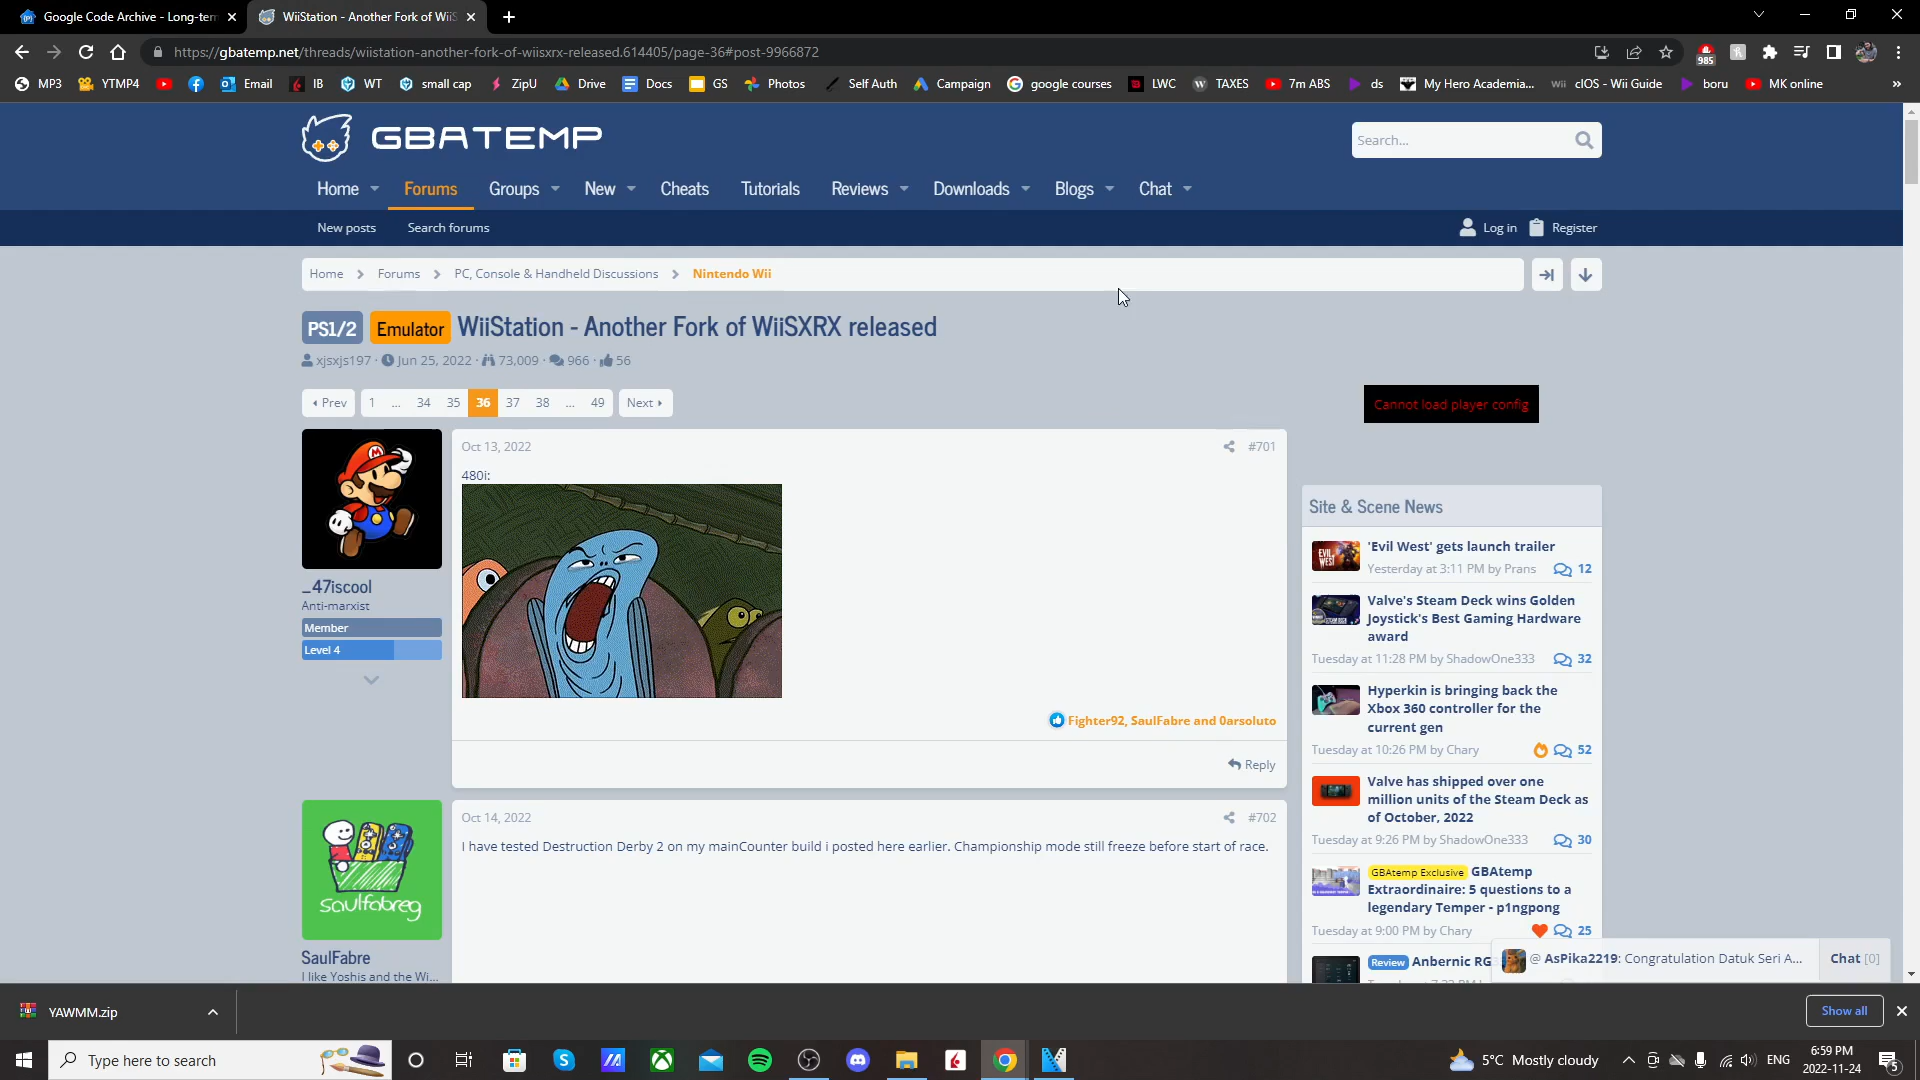 Google Code Archive - Long-ter
WiiStation - Another Fork of WiiS
https://gbatemp.net/threads/wiistation-another-fork-of-wiisxrx-released.614405/page-36#post-9966872
985
MP3
YTMP4
Email
IB
WT
small cap
ZipU
Drive
Docs
GS
Photos
Self Auth
Campaign
google courses
LWC
TAXES
7m ABS
ds
My Hero Academia...
cIOS - Wii Guide
boru
MK online
GBATEMP
Search...
Home
Forums
Groups
New
Cheats
Tutorials
Reviews
Downloads
Blogs
Chat
New posts
Search forums
Log in
Register
Home
Forums
PC, Console & Handheld Discussions
Nintendo Wii
PS1/2 Emulator WiiStation - Another Fork of WiiSXRX released
xjsxjs197 · Jun 25, 2022 · 73,009 · 966 · 56
Prev
1
...
34
35
36
37
38
...
49
Next
Cannot load player config
Oct 13, 2022
#701
480i:
_47iscool
Anti-marxist
Member
Level 4
Fighter92, SaulFabre and 0arsoluto
Reply
Oct 14, 2022
#702
I have tested Destruction Derby 2 on my mainCounter build i posted here earlier. Championship mode still freeze before start of race.
saulfabreg
SaulFabre
I like Yoshis and the Wi...
Site & Scene News
EVIL WEST
'Evil West' gets launch trailer
Yesterday at 3:11 PM by Prans
12
Valve's Steam Deck wins Golden
Joystick's Best Gaming Hardware
award
Tuesday at 11:28 PM by ShadowOne333
32
Hyperkin is bringing back the
Xbox 360 controller for the
current gen
Tuesday at 10:26 PM by Chary
52
Valve has shipped over one
million units of the Steam Deck as
of October, 2022
Tuesday at 9:26 PM by ShadowOne333
30
GBAtemp Exclusive GBAtemp
Extraordinaire: 5 questions to a
legendary Temper - p1ngpong
Tuesday at 9:00 PM by Chary
25
Review Anbernic RG
@ AsPika2219: Congratulation Datuk Seri A...
Chat [0]
YAWMM.zip
Show all
Type here to search
5°C Mostly cloudy
ENG
6:59 PM
2022-11-24
5